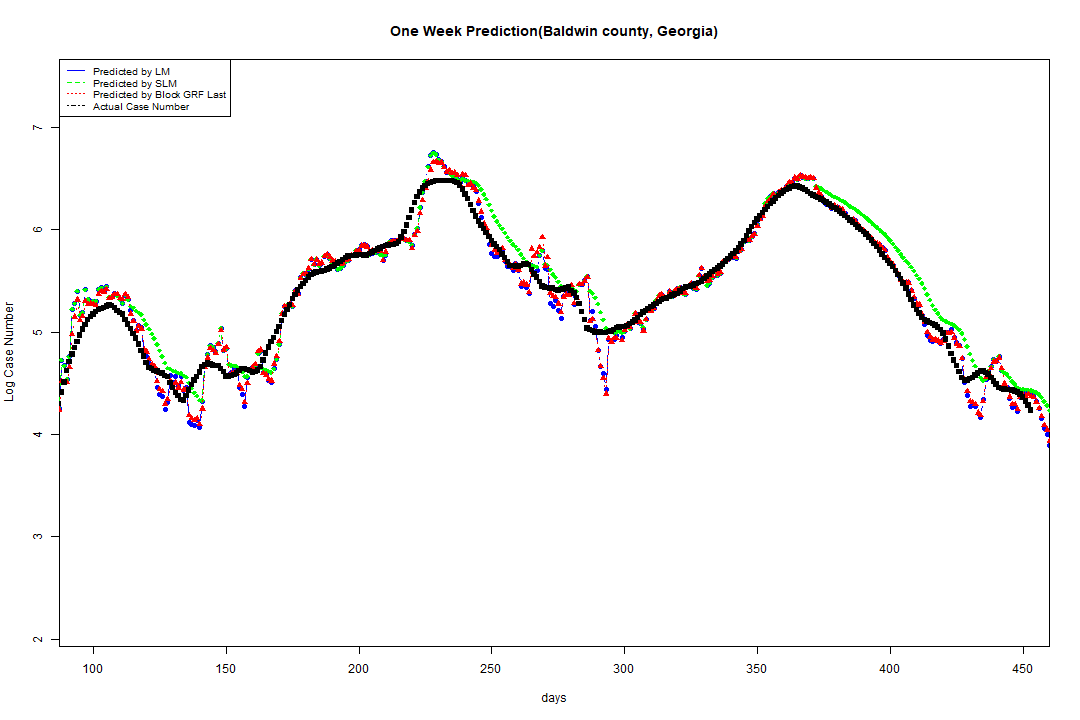 One Week Prediction(Baldwin county, Georgia)
Predicted by LM
Predicted by SLM
Predicted by Block GRF Last
Actual Case Number
Log Case Number
7
6
5
4
3
2
100 150 200 250 300 350 400 450
days